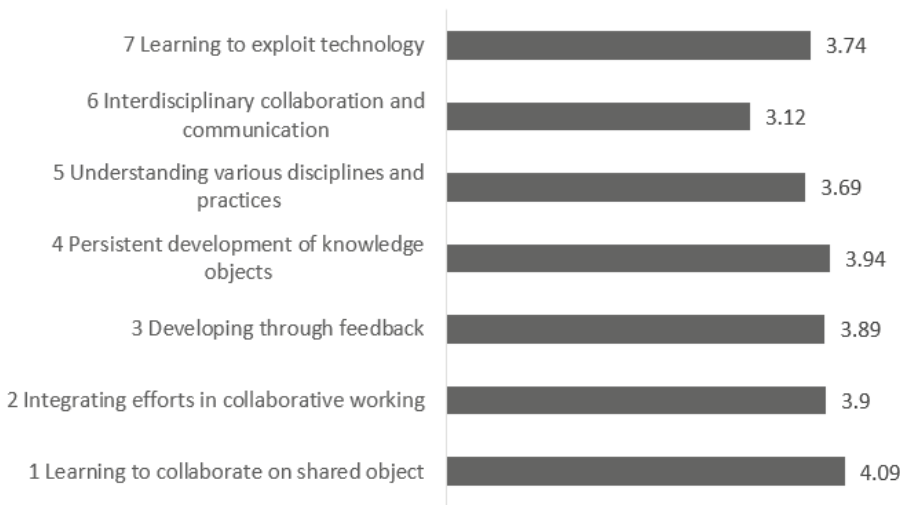 7 Learning to exploit technology
3.74
6 Interdisciplinary collaboration and
communication
3.12
5 Understanding various disciplines and
practices
3.69
4 Persistent development of knowledge
objects
3.94
3 Developing through feedback
3.89
2 Integrating efforts in collaborative working
3.9
1 Learning to collaborate on shared object
4.09